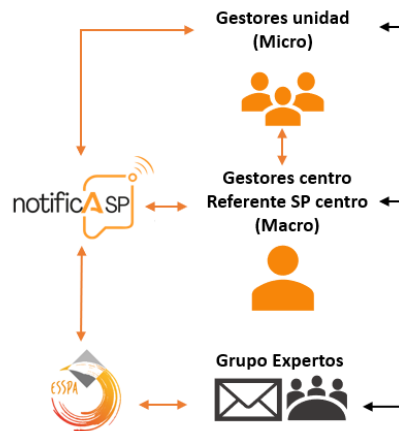 Gestores unidad
(Micro)
Gestores centro
Referente SP centro
(Macro)
notificASP
ESSPA
Grupo Expertos